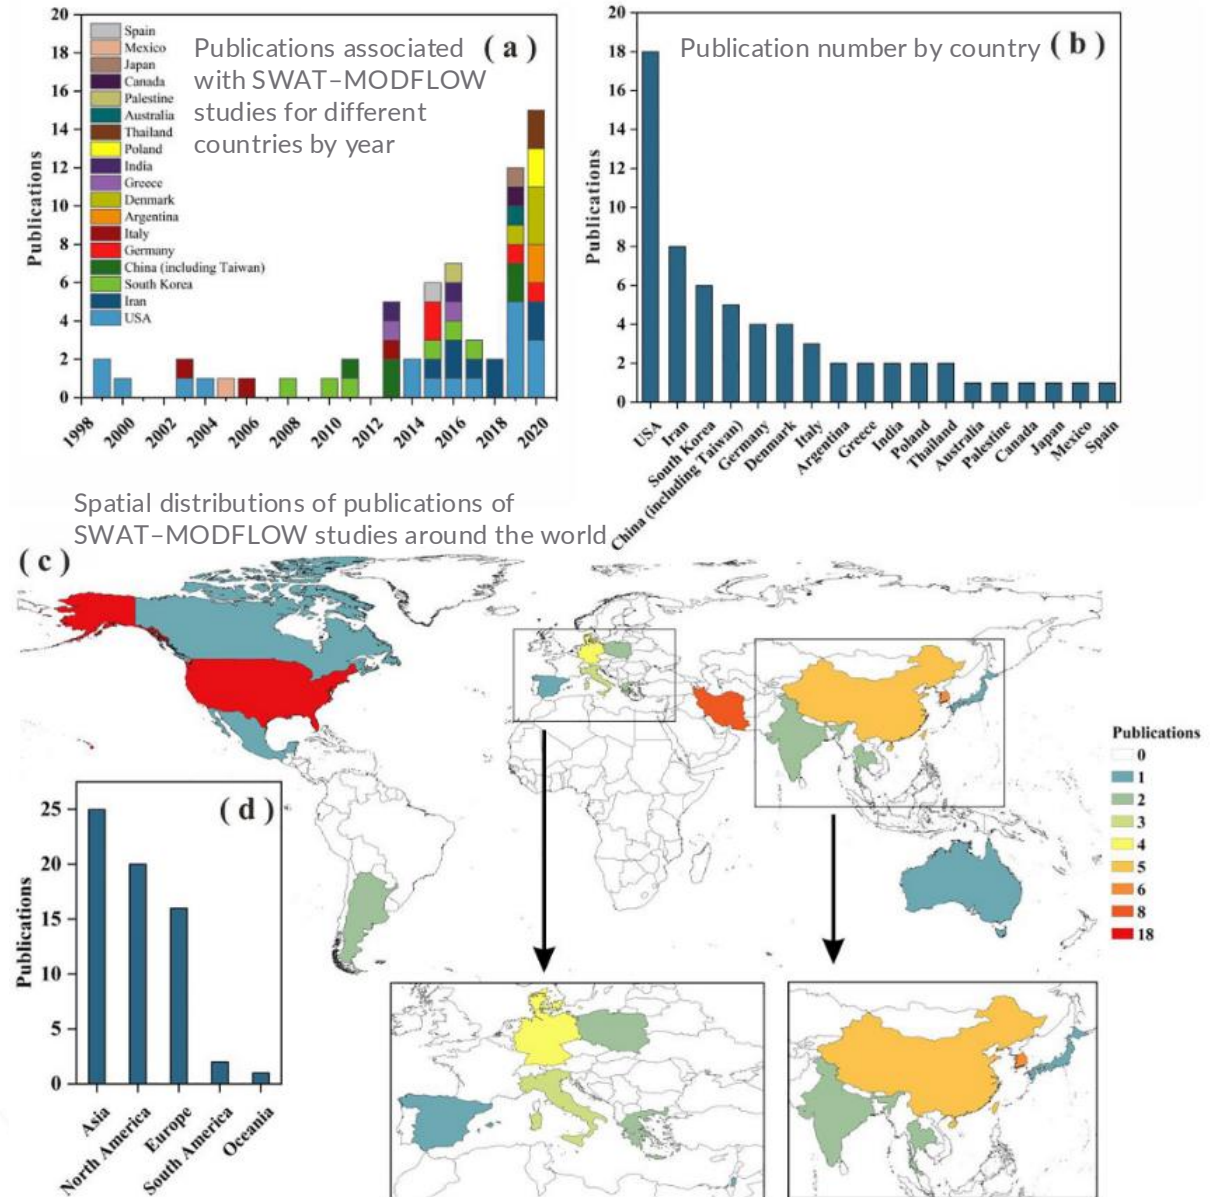 Publications associated
with SWAT–MODFLOW
studies for different
countries by year
( a )
Publications
20
18
16
14
12
10
8
6
4
2
0
Spain
Mexico
Japan
Canada
Palestine
Australia
Thailand
Poland
India
Greece
Denmark
Argentina
Italy
Germany
China (including Taiwan)
South Korea
Iran
USA
1998
2000
2002
2004
2006
2008
2010
2012
2014
2016
2018
2020
Publication number by country
( b )
Publications
20
18
16
14
12
10
8
6
4
2
0
USA
Iran
South Korea
China (including Taiwan)
Germany
Denmark
Italy
Argentina
Greece
India
Poland
Thailand
Australia
Palestine
Canada
Japan
Mexico
Spain
Spatial distributions of publications of
SWAT–MODFLOW studies around the world
( c )
Publications
0
1
2
3
4
5
6
8
18
( d )
Publications
25
20
15
10
5
0
Asia
North America
Europe
South America
Oceania